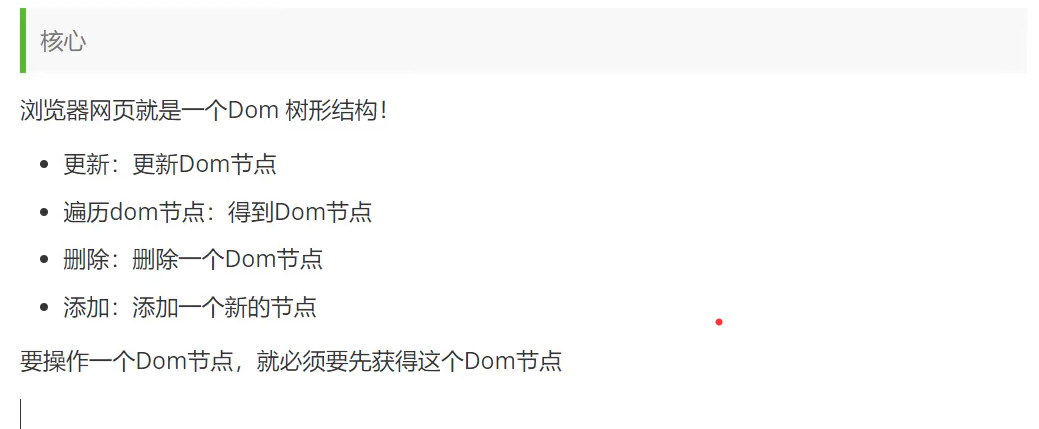 核心
浏览器网页就是一个Dom 树形结构！
更新：更新Dom节点
遍历dom节点：得到Dom节点
删除：删除一个Dom节点
添加：添加一个新的节点
要操作一个Dom节点，就必须要先获得这个Dom节点